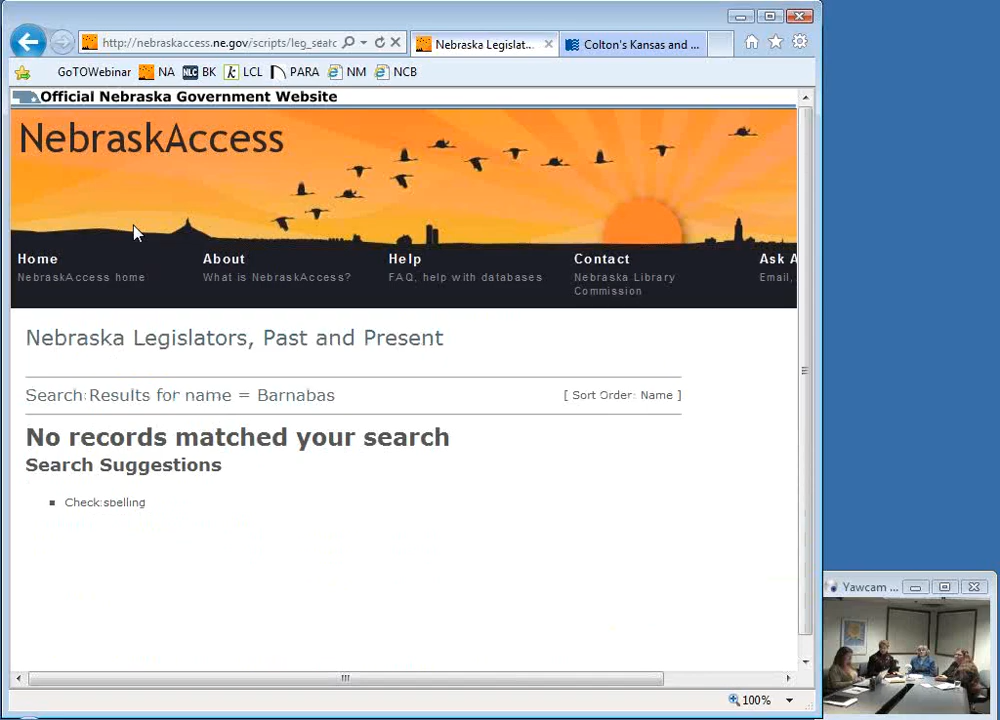 http://nebraskaccess.ne.gov/scripts/leg_searc
Nebraska Legislat...
Colton's Kansas and ...
GoTOWebinar NA NLC BK k LCL PARA NM NCB
Official Nebraska Government Website
NebraskAccess
Home About Help Contact Ask A
NebraskAccess home What is NebraskAccess? FAQ, help with databases Nebraska Library Email,
Commission
Nebraska Legislators, Past and Present
Search Results for name = Barnabas [ Sort Order: Name ]
No records matched your search
Search Suggestions
Check spelling
Yawcam ...
100%